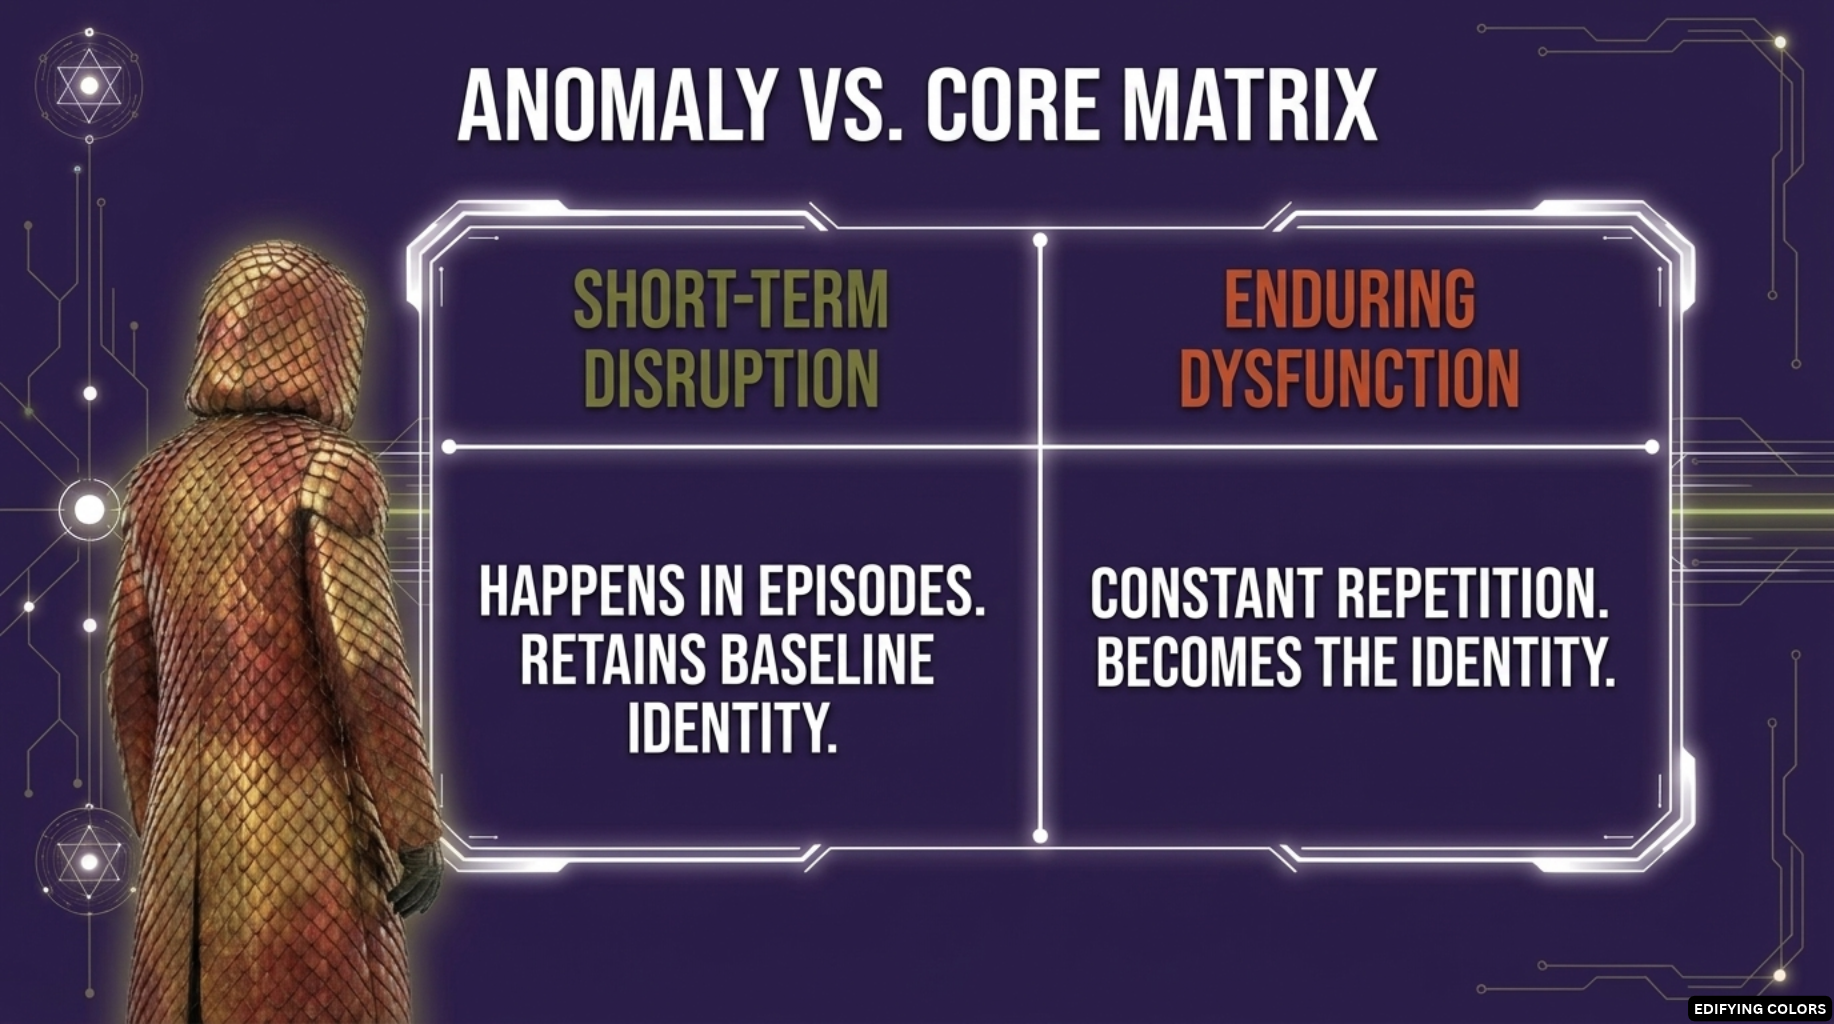 ANOMALY VS. CORE MATRIX
SHORT-TERM
DISRUPTION
ENDURING
DYSFUNCTION
HAPPENS IN EPISODES.
RETAINS BASELINE
IDENTITY.
CONSTANT REPETITION.
BECOMES THE IDENTITY.
EDIFYING COLORS